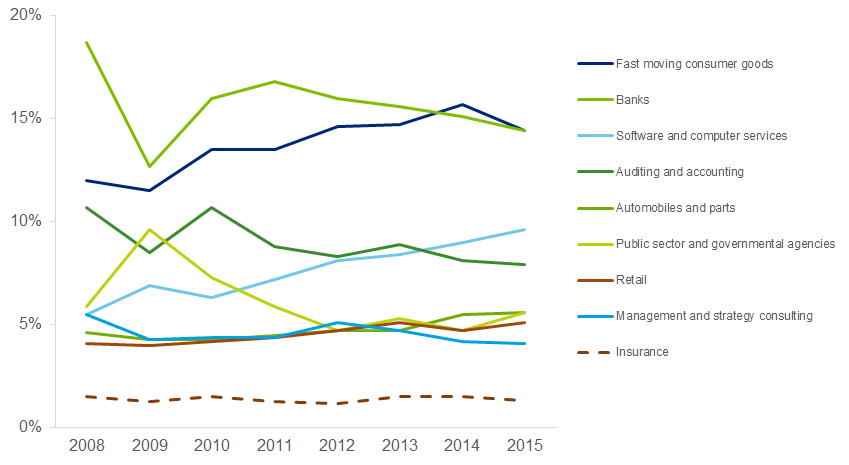 20%
15%
10%
5%
0%
2008 2009 2010 2011 2012 2013 2014 2015
Fast moving consumer goods
Banks
Software and computer services
Auditing and accounting
Automobiles and parts
Public sector and governmental agencies
Retail
Management and strategy consulting
Insurance